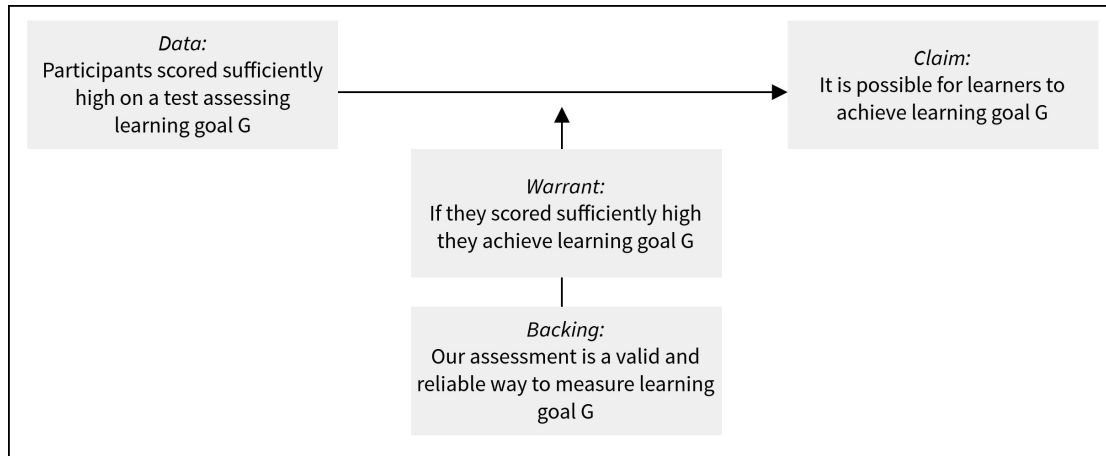 Data:
Participants scored sufficiently
high on a test assessing
learning goal G
Claim:
It is possible for learners to
achieve learning goal G
Warrant:
If they scored sufficiently high
they achieve learning goal G
Backing:
Our assessment is a valid and
reliable way to measure learning
goal G